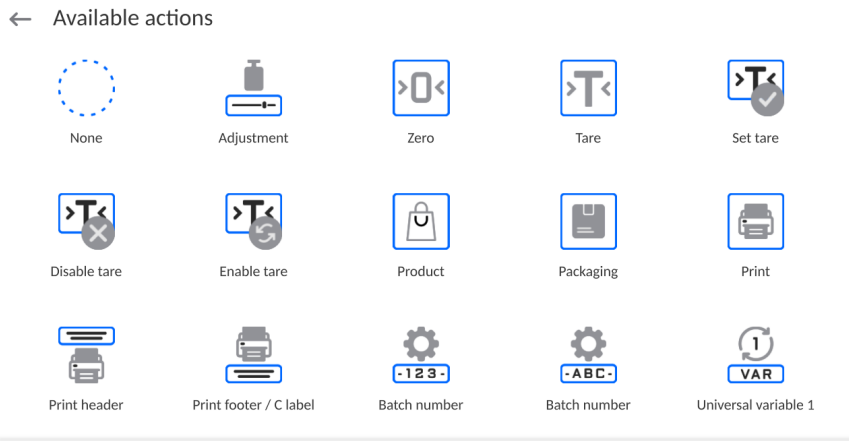 Available actions
None
Adjustment
>0<
Zero
>T<
Tare
>T<
Set tare
>T<
Disable tare
>T<
Enable tare
Product
Packaging
Print
Print header
Print footer / C label
-123-
Batch number
-ABC-
Batch number
1
VAR
Universal variable 1